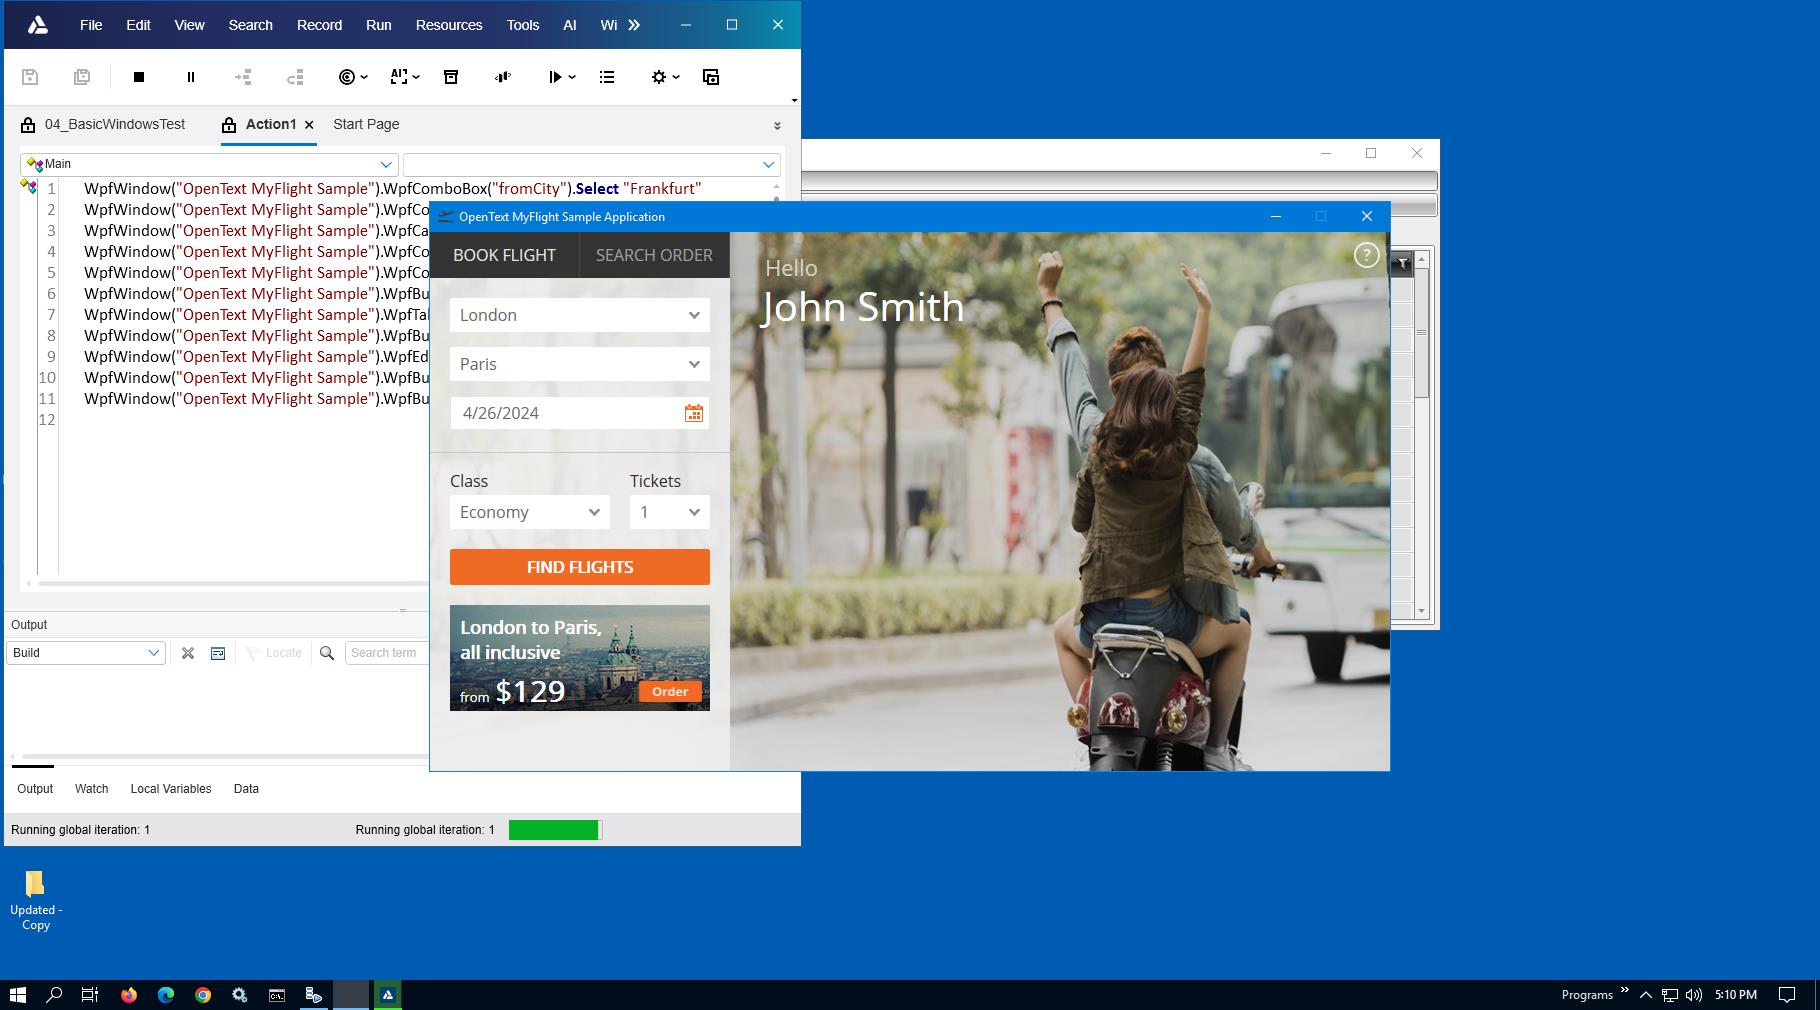 File Edit View Search Record Run Resources Tools AI Wi
04_BasicWindowsTest Action1 Start Page
Main
1 WpfWindow("OpenText MyFlight Sample").WpfComboBox("fromCity").Select "Frankfurt"
2 WpfWindow("OpenText MyFlight Sample").WpfCo
3 WpfWindow("OpenText MyFlight Sample").WpfCa
4 WpfWindow("OpenText MyFlight Sample").WpfCo
5 WpfWindow("OpenText MyFlight Sample").WpfCo
6 WpfWindow("OpenText MyFlight Sample").WpfBu
7 WpfWindow("OpenText MyFlight Sample").WpfTal
8 WpfWindow("OpenText MyFlight Sample").WpfBu
9 WpfWindow("OpenText MyFlight Sample").WpfEd
10 WpfWindow("OpenText MyFlight Sample").WpfBu
11 WpfWindow("OpenText MyFlight Sample").WpfBu
12
Output
Build Locate Search term
Output Watch Local Variables Data
Running global iteration: 1 Running global iteration: 1
OpenText MyFlight Sample Application
BOOK FLIGHT SEARCH ORDER
London
Paris
4/26/2024
Class Tickets
Economy 1
FIND FLIGHTS
London to Paris,
all inclusive
from $129 Order
Hello
John Smith
?
Updated -
Copy
Programs 5:10 PM